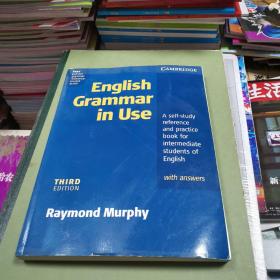 CAMBRIDGE
English
Grammar
in Use
A self-study
reference
and practice
book for
intermediate
students of
English
with answers
THIRD
EDITION
Raymond Murphy
生活